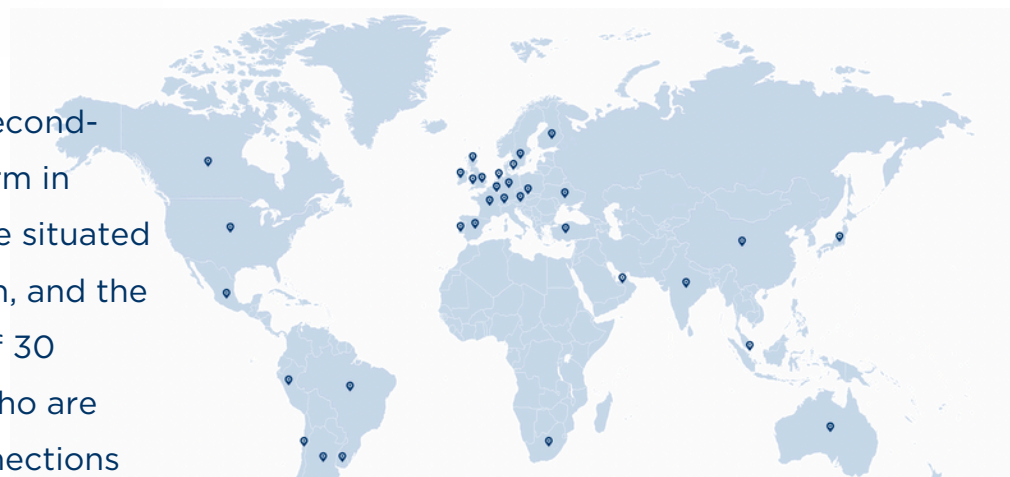 econd-
rm in
e situated
n, and the
f 30
ho are
nections